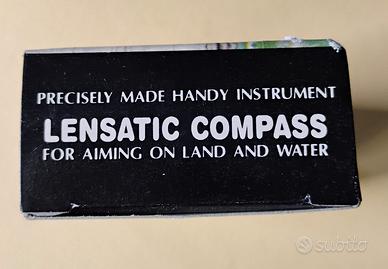 PRECISELY MADE HANDY INSTRUMENT
LENSATIC COMPASS
FOR AIMING ON LAND AND WATER
subito